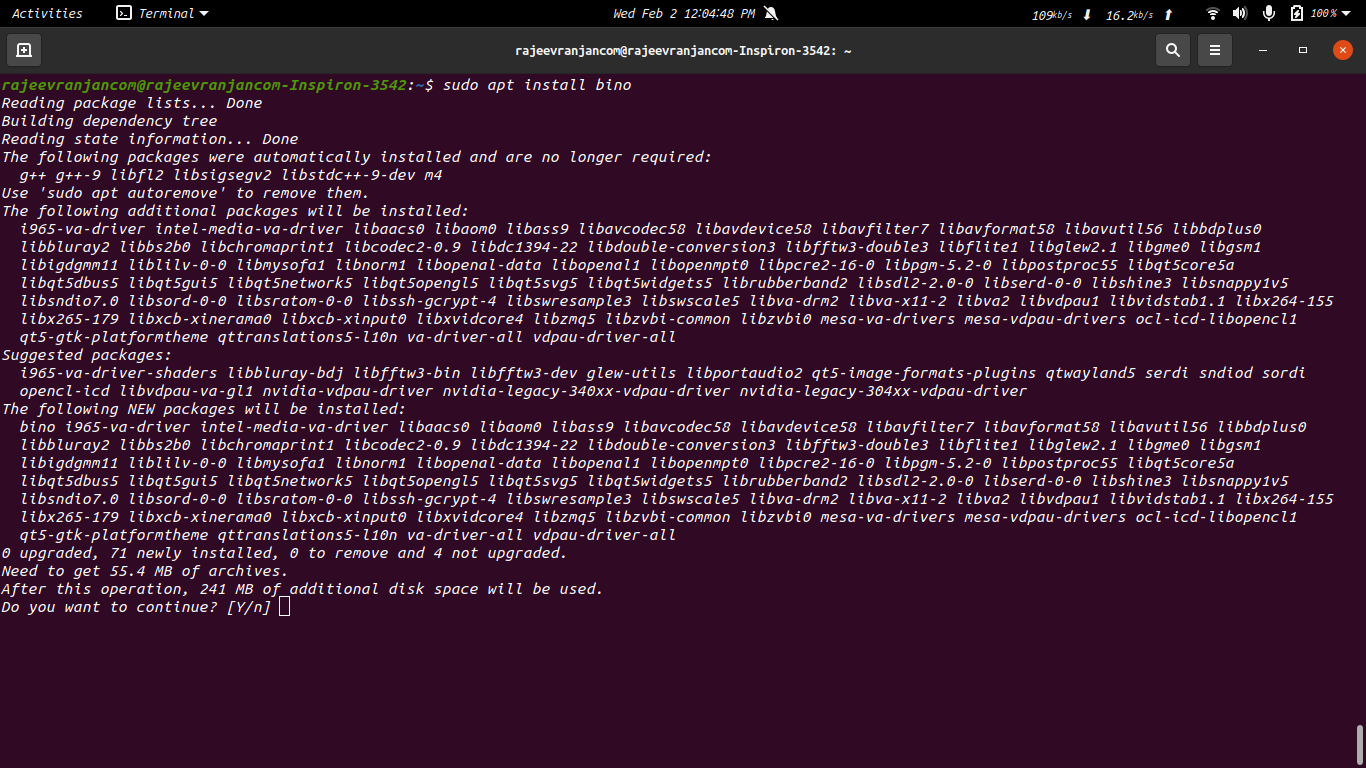 Activities Terminal Wed Feb 2 12:04:48 PM 109kb/s 16.2kb/s 100%
rajeevranjancom@rajeevranjancom-Inspiron-3542: ~
rajeevranjancom@rajeevranjancom-Inspiron-3542:~$ sudo apt install bino
Reading package lists... Done
Building dependency tree
Reading state information... Done
The following packages were automatically installed and are no longer required:
  g++ g++-9 libfl2 libsigsegv2 libstdc++-9-dev m4
Use 'sudo apt autoremove' to remove them.
The following additional packages will be installed:
  i965-va-driver intel-media-va-driver libaacs0 libaom0 libass9 libavcodec58 libavdevice58 libavfilter7 libavformat58 libavutil56 libbdplus0
  libbluray2 libbs2b0 libchromaprint1 libcodec2-0.9 libdc1394-22 libdouble-conversion3 libfftw3-double3 libflite1 libglew2.1 libgme0 libgsm1
  libigdgmm11 liblilv-0-0 libmysofa1 libnorm1 libopenal-data libopenal1 libopenmpt0 libpcre2-16-0 libpgm-5.2-0 libpostproc55 libqt5core5a
  libqt5dbus5 libqt5gui5 libqt5network5 libqt5opengl5 libqt5svg5 libqt5widgets5 librubberband2 libsdl2-2.0-0 libserd-0-0 libshine3 libsnappy1v5
  libsndio7.0 libsord-0-0 libsratom-0-0 libssh-gcrypt-4 libswresample3 libswscale5 libva-drm2 libva-x11-2 libva2 libvdpau1 libvidstab1.1 libx264-155
  libx265-179 libxcb-xinerama0 libxcb-xinput0 libxvidcore4 libzmq5 libzvbi-common libzvbi0 mesa-va-drivers mesa-vdpau-drivers ocl-icd-libopencl1
  qt5-gtk-platformtheme qttranslations5-l10n va-driver-all vdpau-driver-all
Suggested packages:
  i965-va-driver-shaders libbluray-bdj libfftw3-bin libfftw3-dev glew-utils libportaudio2 qt5-image-formats-plugins qtwayland5 serdi sndiod sordi
  opencl-icd libvdpau-va-gl1 nvidia-vdpau-driver nvidia-legacy-340xx-vdpau-driver nvidia-legacy-304xx-vdpau-driver
The following NEW packages will be installed:
  bino i965-va-driver intel-media-va-driver libaacs0 libaom0 libass9 libavcodec58 libavdevice58 libavfilter7 libavformat58 libavutil56 libbdplus0
  libbluray2 libbs2b0 libchromaprint1 libcodec2-0.9 libdc1394-22 libdouble-conversion3 libfftw3-double3 libflite1 libglew2.1 libgme0 libgsm1
  libigdgmm11 liblilv-0-0 libmysofa1 libnorm1 libopenal-data libopenal1 libopenmpt0 libpcre2-16-0 libpgm-5.2-0 libpostproc55 libqt5core5a
  libqt5dbus5 libqt5gui5 libqt5network5 libqt5opengl5 libqt5svg5 libqt5widgets5 librubberband2 libsdl2-2.0-0 libserd-0-0 libshine3 libsnappy1v5
  libsndio7.0 libsord-0-0 libsratom-0-0 libssh-gcrypt-4 libswresample3 libswscale5 libva-drm2 libva-x11-2 libva2 libvdpau1 libvidstab1.1 libx264-155
  libx265-179 libxcb-xinerama0 libxcb-xinput0 libxvidcore4 libzmq5 libzvbi-common libzvbi0 mesa-va-drivers mesa-vdpau-drivers ocl-icd-libopencl1
  qt5-gtk-platformtheme qttranslations5-l10n va-driver-all vdpau-driver-all
0 upgraded, 71 newly installed, 0 to remove and 4 not upgraded.
Need to get 55.4 MB of archives.
After this operation, 241 MB of additional disk space will be used.
Do you want to continue? [Y/n]